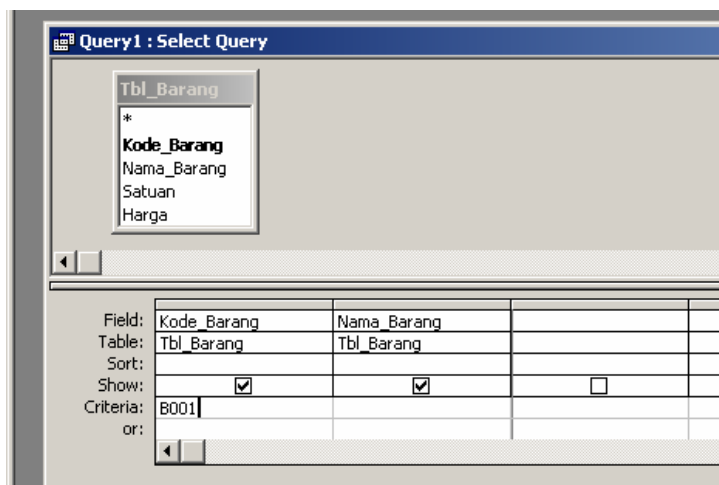 Query1 : Select Query
Tbl_Barang
*
Kode_Barang
Nama_Barang
Satuan
Harga
Field: Kode_Barang Nama_Barang
Table: Tbl_Barang Tbl_Barang
Sort:
Show:
Criteria: B001
or: